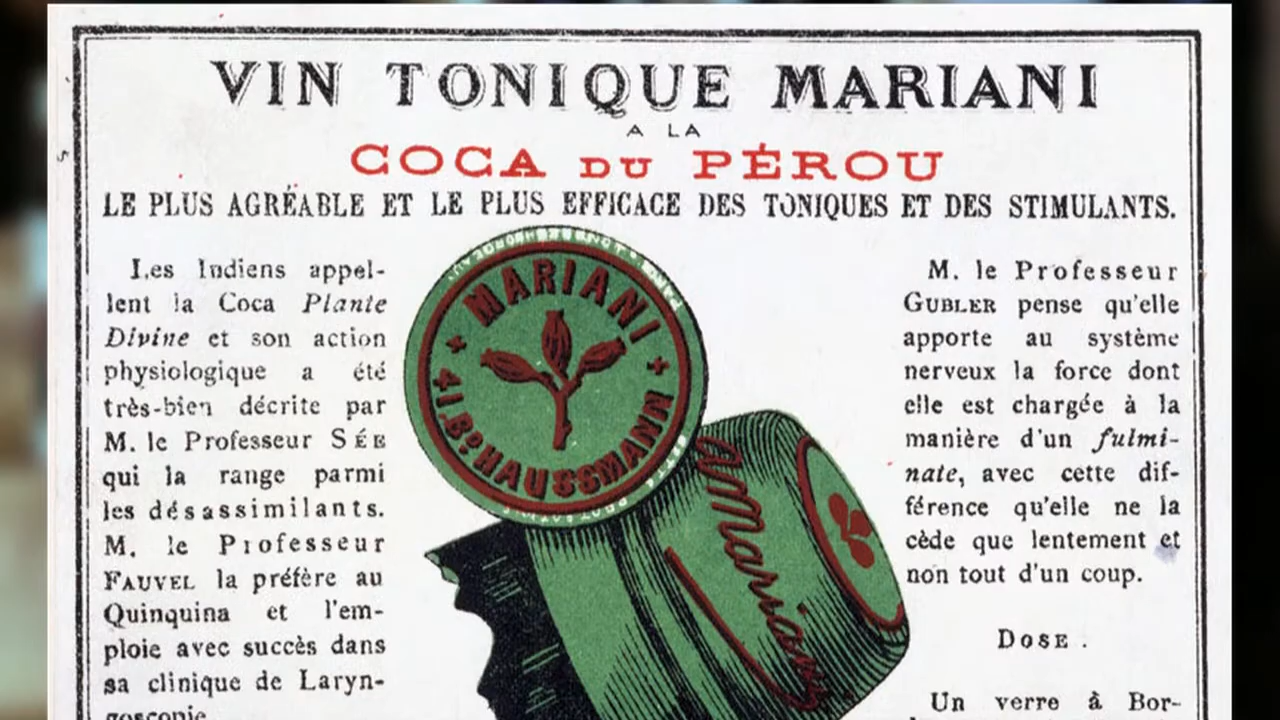 VIN TONIQUE MARIANI
A LA
COCA DU PÉROU
LE PLUS AGRÉABLE ET LE PLUS EFFICACE DES TONIQUES ET DES STIMULANTS.
Les Indiens appel-
lent la Coca Plante
Divine et son action
physiologique a été
très-bien décrite par
M. le Professeur SÉE
qui la range parmi
les désassimilants.
M. le Professeur
FAUVEL la préfère au
Quinquina et l'em-
ploie avec succès dans
sa clinique de Laryn-
goscopie
MARIANI
41. Bd HAUSSMANN
Mariani
M. le Professeur
GUBLER pense qu'elle
apporte au système
nerveux la force dont
elle est chargée à la
manière d'un fulmi-
nate, avec cette dif-
férence qu'elle ne la
cède que lentement et
non tout d'un coup.
DOSE.
Un verre à Bor-